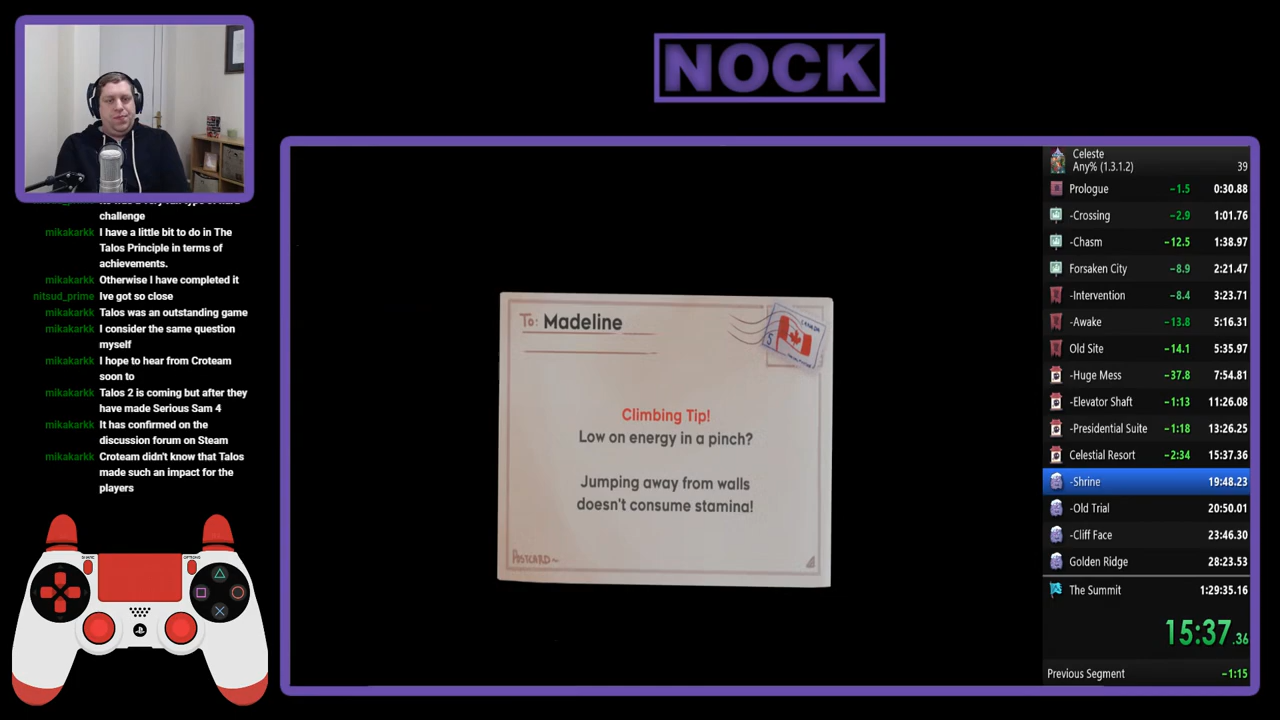 NOCK
challenge
mikakarkk I have a little bit to do in The
Talos Principle in terms of
achievements.
mikakarkk Otherwise I have completed it
nitsud_prime Ive got so close
mikakarkk Talos was an outstanding game
mikakarkk I consider the same question
myself
mikakarkk I hope to hear from Croteam
soon to
mikakarkk Talos 2 is coming but after they
have made Serious Sam 4
mikakarkk It has confirmed on the
discussion forum on Steam
mikakarkk Croteam didn't know that Talos
made such an impact for the
players
SHARE
OPTIONS
To: Madeline
CANADA
Climbing Tip!
Low on energy in a pinch?
Jumping away from walls
doesn't consume stamina!
POSTCARD~
Celeste
Any% (1.3.1.2) 39
Prologue -1.5 0:30.88
-Crossing -2.9 1:01.76
-Chasm -12.5 1:38.97
Forsaken City -8.9 2:21.47
-Intervention -8.4 3:23.71
-Awake -13.8 5:16.31
Old Site -14.1 5:35.97
-Huge Mess -37.8 7:54.81
-Elevator Shaft -1:13 11:26.08
-Presidential Suite -1:18 13:26.25
Celestial Resort -2:34 15:37.36
-Shrine 19:48.23
-Old Trial 20:50.01
-Cliff Face 23:46.30
Golden Ridge 28:23.53
The Summit 1:29:35.16
15:37.36
Previous Segment -1:15